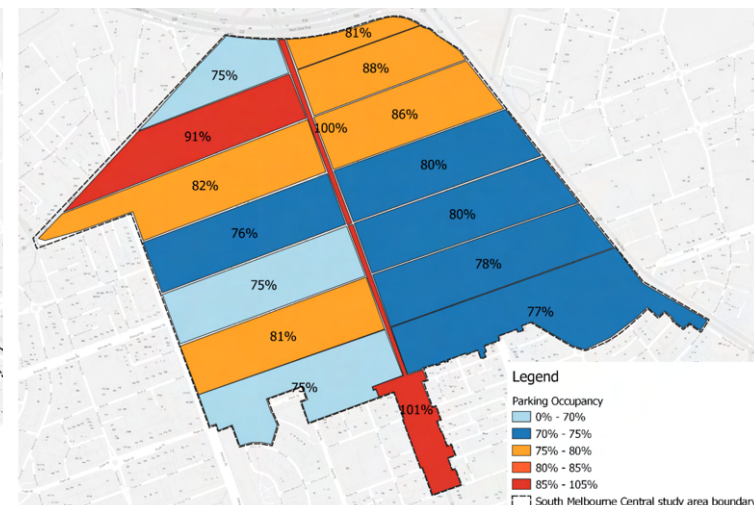 81%
75%
88%
86%
100%
91%
82%
80%
76%
80%
75%
78%
77%
81%
75%
101%
Legend
Parking Occupancy
0% - 70%
70% - 75%
75% - 80%
80% - 85%
85% - 105%
South Melbourne Central study area boundary